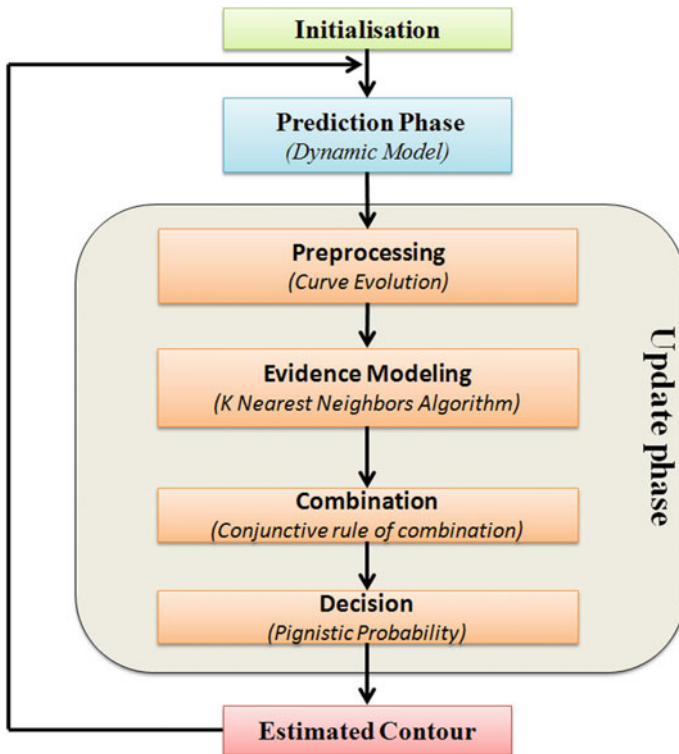 Initialisation
Prediction Phase
(Dynamic Model)
Preprocessing
(Curve Evolution)
Evidence Modeling
(K Nearest Neighbors Algorithm)
Combination
(Conjunctive rule of combination)
Decision
(Pignistic Probability)
Update phase
Estimated Contour